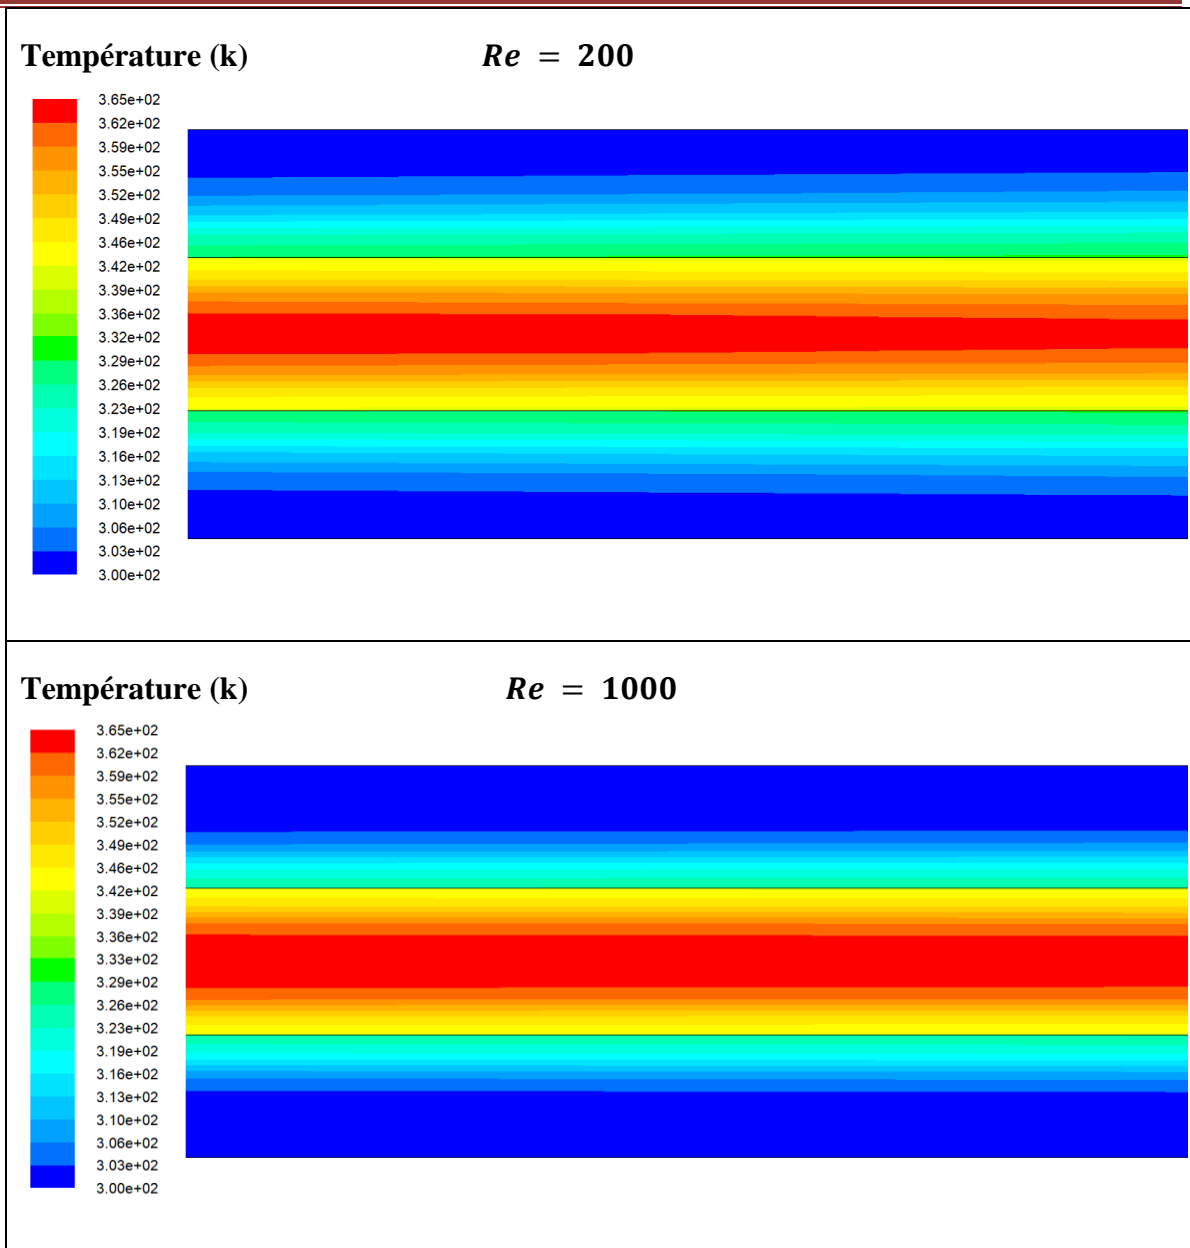 Température (k)
Re = 200
3.65e+02
3.62e+02
3.59e+02
3.55e+02
3.52e+02
3.49e+02
3.46e+02
3.42e+02
3.39e+02
3.36e+02
3.32e+02
3.29e+02
3.26e+02
3.23e+02
3.19e+02
3.16e+02
3.13e+02
3.10e+02
3.06e+02
3.03e+02
3.00e+02
Température (k)
Re = 1000
3.65e+02
3.62e+02
3.59e+02
3.55e+02
3.52e+02
3.49e+02
3.46e+02
3.42e+02
3.39e+02
3.36e+02
3.33e+02
3.29e+02
3.26e+02
3.23e+02
3.19e+02
3.16e+02
3.13e+02
3.10e+02
3.06e+02
3.03e+02
3.00e+02